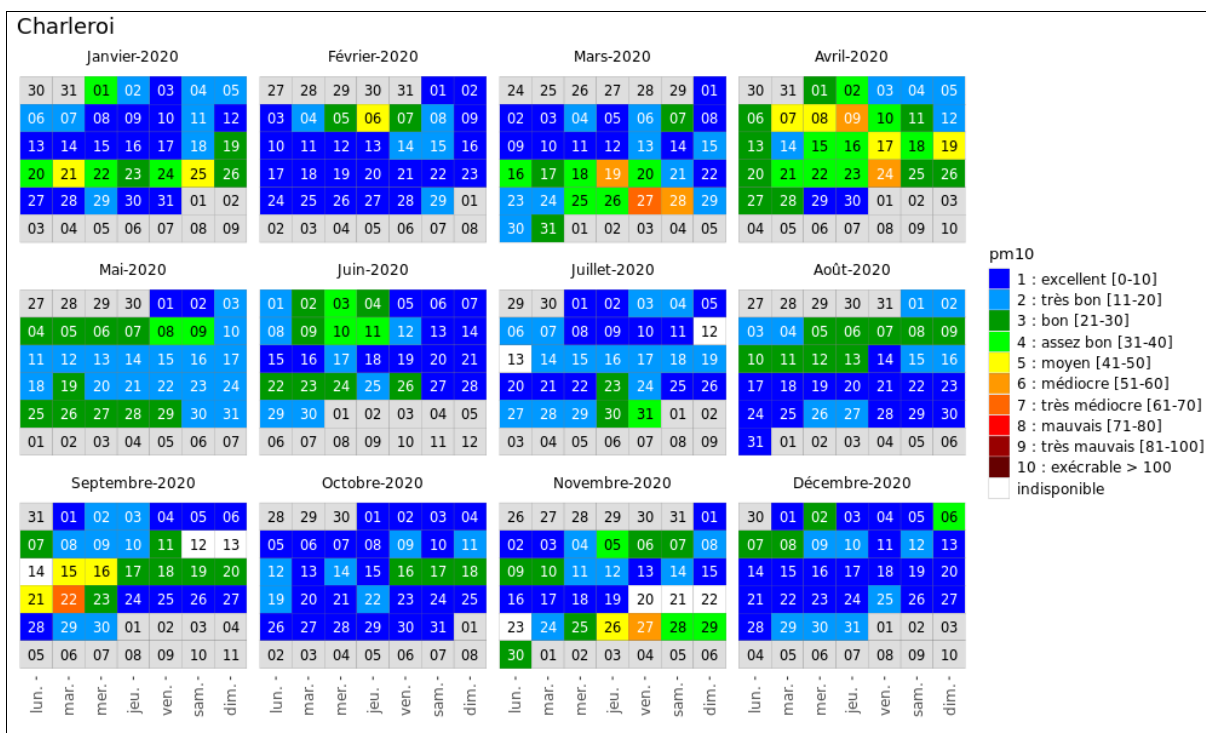 Charleroi
Janvier-2020 Février-2020 Mars-2020 Avril-2020
30 31 01 02 03 04 05 27 28 29 30 31 01 02 24 25 26 27 28 29 01 30 31 01 02 03 04 05
06 07 08 09 10 11 12 03 04 05 06 07 08 09 02 03 04 05 06 07 08 06 07 08 09 10 11 12
13 14 15 16 17 18 19 10 11 12 13 14 15 16 09 10 11 12 13 14 15 13 14 15 16 17 18 19
20 21 22 23 24 25 26 17 18 19 20 21 22 23 16 17 18 19 20 21 22 20 21 22 23 24 25 26
27 28 29 30 31 01 02 24 25 26 27 28 29 01 23 24 25 26 27 28 29 27 28 29 30 01 02 03
03 04 05 06 07 08 09 02 03 04 05 06 07 08 30 31 01 02 03 04 05 04 05 06 07 08 09 10
Mai-2020 Juin-2020 Juillet-2020 Août-2020
27 28 29 30 01 02 03 01 02 03 04 05 06 07 29 30 01 02 03 04 05 27 28 29 30 31 01 02
04 05 06 07 08 09 10 08 09 10 11 12 13 14 06 07 08 09 10 11 12 03 04 05 06 07 08 09
11 12 13 14 15 16 17 15 16 17 18 19 20 21 13 14 15 16 17 18 19 10 11 12 13 14 15 16
18 19 20 21 22 23 24 22 23 24 25 26 27 28 20 21 22 23 24 25 26 17 18 19 20 21 22 23
25 26 27 28 29 30 31 29 30 01 02 03 04 05 27 28 29 30 31 01 02 24 25 26 27 28 29 30
01 02 03 04 05 06 07 06 07 08 09 10 11 12 03 04 05 06 07 08 09 31 01 02 03 04 05 06
Septembre-2020 Octobre-2020 Novembre-2020 Décembre-2020
31 01 02 03 04 05 06 28 29 30 01 02 03 04 26 27 28 29 30 31 01 30 01 02 03 04 05 06
07 08 09 10 11 12 13 05 06 07 08 09 10 11 02 03 04 05 06 07 08 07 08 09 10 11 12 13
14 15 16 17 18 19 20 12 13 14 15 16 17 18 09 10 11 12 13 14 15 14 15 16 17 18 19 20
21 22 23 24 25 26 27 19 20 21 22 23 24 25 16 17 18 19 20 21 22 21 22 23 24 25 26 27
28 29 30 01 02 03 04 26 27 28 29 30 31 01 23 24 25 26 27 28 29 28 29 30 31 01 02 03
05 06 07 08 09 10 11 02 03 04 05 06 07 08 30 01 02 03 04 05 06 04 05 06 07 08 09 10
lun. - mar. - mer. - jeu. - ven. - sam. - dim. - lun. - mar. - mer. - jeu. - ven. - sam. - dim. - lun. - mar. - mer. - jeu. - ven. - sam. - dim. - lun. - mar. - mer. - jeu. - ven. - sam. - dim. -
pm10
1 : excellent [0-10]
2 : très bon [11-20]
3 : bon [21-30]
4 : assez bon [31-40]
5 : moyen [41-50]
6 : médiocre [51-60]
7 : très médiocre [61-70]
8 : mauvais [71-80]
9 : très mauvais [81-100]
10 : exécrable > 100
indisponible